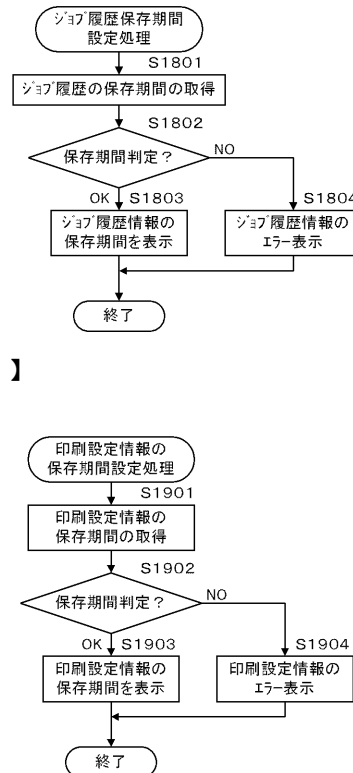 ジョブ履歴保存期間
設定処理
S1801
ジョブ履歴の保存期間の取得
S1802
保存期間判定？
NO
OK
S1803
S1804
ジョブ履歴情報の
保存期間を表示
ジョブ履歴情報の
エラー表示
終了
】
印刷設定情報の
保存期間設定処理
S1901
印刷設定情報の
保存期間の取得
S1902
保存期間判定？
NO
OK
S1903
S1904
印刷設定情報の
保存期間を表示
印刷設定情報の
エラー表示
終了